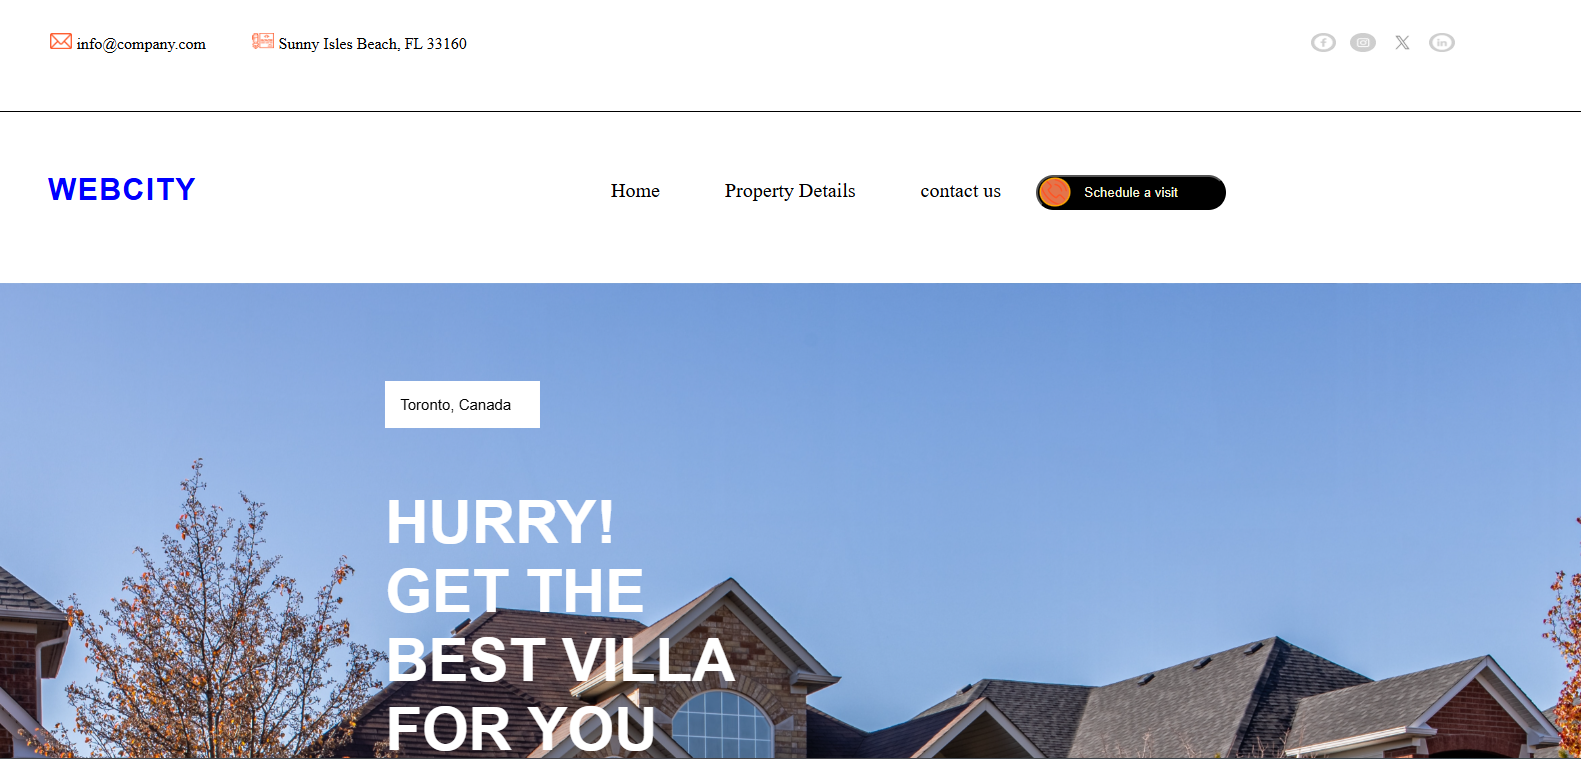 info@company.com
Sunny Isles Beach, FL 33160
WEBCITY
Home
Property Details
contact us
Schedule a visit
Toronto, Canada
HURRY!
GET THE
BEST VILLA
FOR YOU